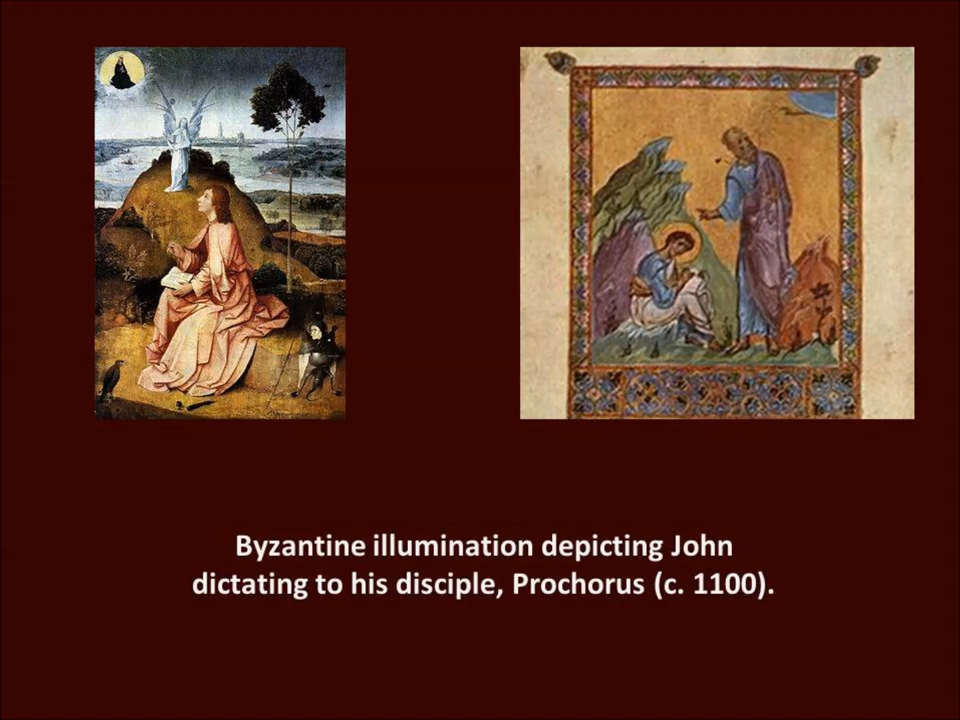 Byzantine illumination depicting John
dictating to his disciple, Prochorus (c. 1100).